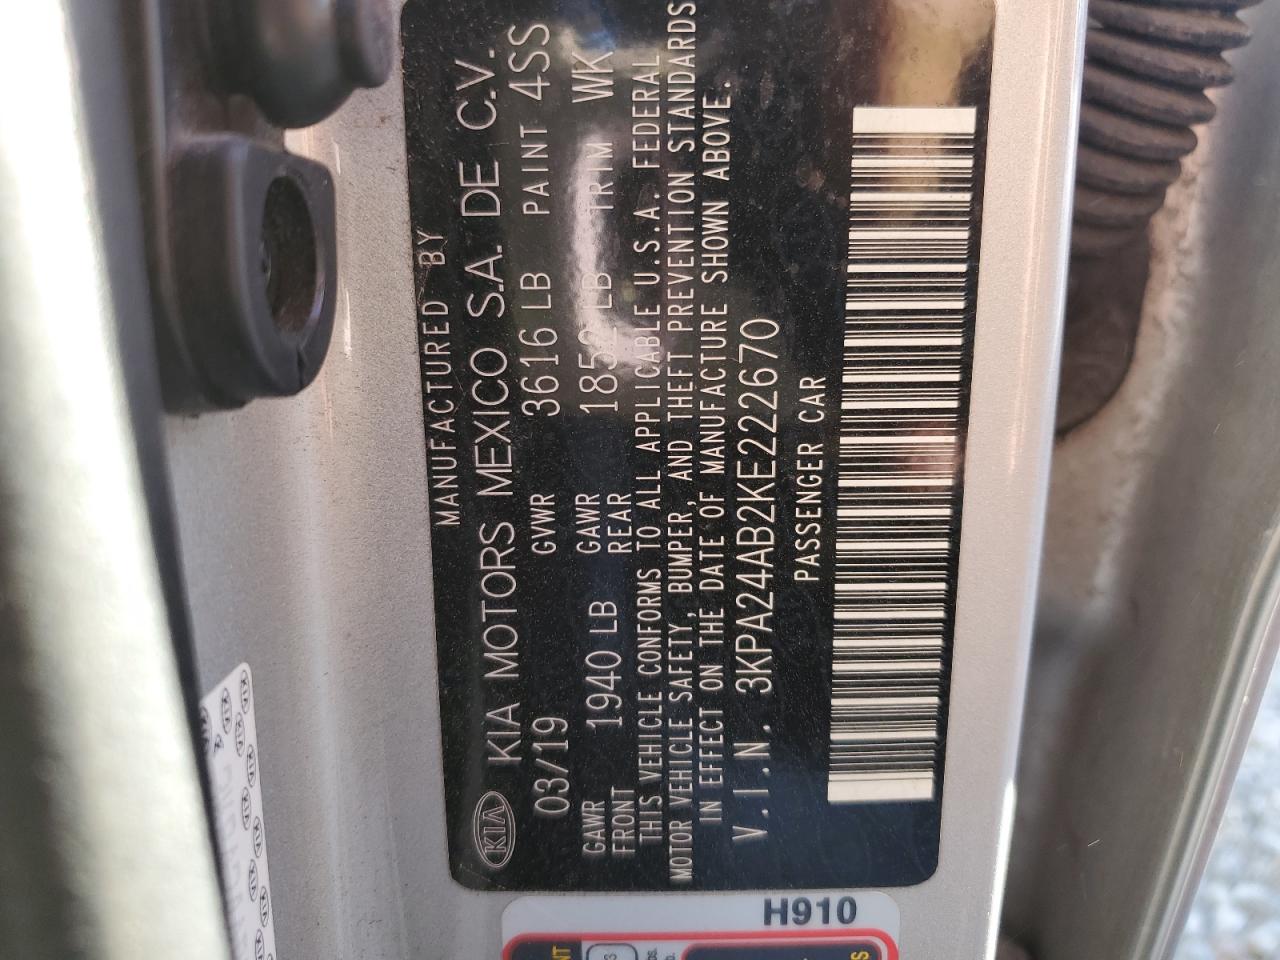 MANUFACTURED BY
KIA KIA MOTORS MEXICO S.A. DE C.V.
03/19 GVWR 3616 LB PAINT 4SS
GAWR FRONT 1940 LB GAWR REAR 1852 LB TRIM WK
THIS VEHICLE CONFORMS TO ALL APPLICABLE U.S.A. FEDERAL
MOTOR VEHICLE SAFETY, BUMPER, AND THEFT PREVENTION STANDARDS
IN EFFECT ON THE DATE OF MANUFACTURE SHOWN ABOVE.
V.I.N. 3KPA24AB2KE222670
PASSENGER CAR
H910